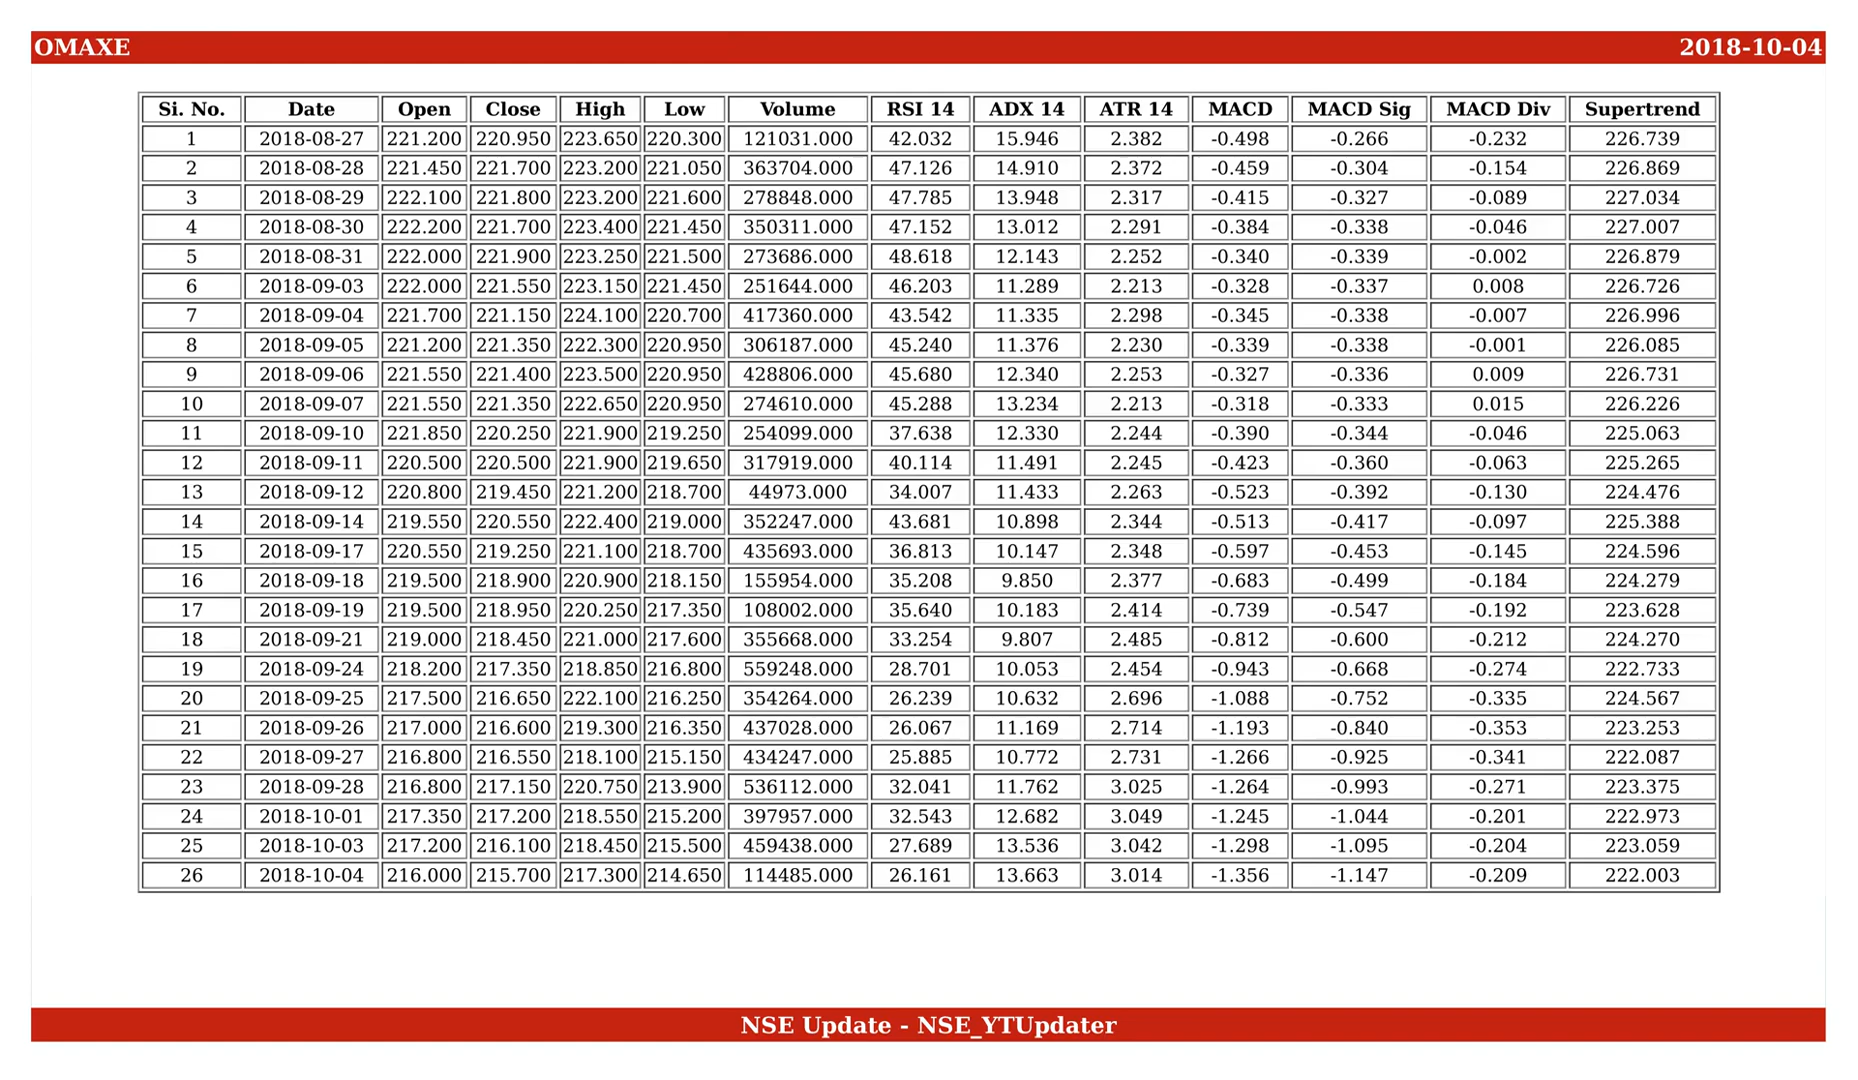 OMAXE 2018-10-04
Si. No. Date Open Close High Low Volume RSI 14 ADX 14 ATR 14 MACD MACD Sig MACD Div Supertrend
1 2018-08-27 221.200 220.950 223.650 220.300 121031.000 42.032 15.946 2.382 -0.498 -0.266 -0.232 226.739
2 2018-08-28 221.450 221.700 223.200 221.050 363704.000 47.126 14.910 2.372 -0.459 -0.304 -0.154 226.869
3 2018-08-29 222.100 221.800 223.200 221.600 278848.000 47.785 13.948 2.317 -0.415 -0.327 -0.089 227.034
4 2018-08-30 222.200 221.700 223.400 221.450 350311.000 47.152 13.012 2.291 -0.384 -0.338 -0.046 227.007
5 2018-08-31 222.000 221.900 223.250 221.500 273686.000 48.618 12.143 2.252 -0.340 -0.339 -0.002 226.879
6 2018-09-03 222.000 221.550 223.150 221.450 251644.000 46.203 11.289 2.213 -0.328 -0.337 0.008 226.726
7 2018-09-04 221.700 221.150 224.100 220.700 417360.000 43.542 11.335 2.298 -0.345 -0.338 -0.007 226.996
8 2018-09-05 221.200 221.350 222.300 220.950 306187.000 45.240 11.376 2.230 -0.339 -0.338 -0.001 226.085
9 2018-09-06 221.550 221.400 223.500 220.950 428806.000 45.680 12.340 2.253 -0.327 -0.336 0.009 226.731
10 2018-09-07 221.550 221.350 222.650 220.950 274610.000 45.288 13.234 2.213 -0.318 -0.333 0.015 226.226
11 2018-09-10 221.850 220.250 221.900 219.250 254099.000 37.638 12.330 2.244 -0.390 -0.344 -0.046 225.063
12 2018-09-11 220.500 220.500 221.900 219.650 317919.000 40.114 11.491 2.245 -0.423 -0.360 -0.063 225.265
13 2018-09-12 220.800 219.450 221.200 218.700 44973.000 34.007 11.433 2.263 -0.523 -0.392 -0.130 224.476
14 2018-09-14 219.550 220.550 222.400 219.000 352247.000 43.681 10.898 2.344 -0.513 -0.417 -0.097 225.388
15 2018-09-17 220.550 219.250 221.100 218.700 435693.000 36.813 10.147 2.348 -0.597 -0.453 -0.145 224.596
16 2018-09-18 219.500 218.900 220.900 218.150 155954.000 35.208 9.850 2.377 -0.683 -0.499 -0.184 224.279
17 2018-09-19 219.500 218.950 220.250 217.350 108002.000 35.640 10.183 2.414 -0.739 -0.547 -0.192 223.628
18 2018-09-21 219.000 218.450 221.000 217.600 355668.000 33.254 9.807 2.485 -0.812 -0.600 -0.212 224.270
19 2018-09-24 218.200 217.350 218.850 216.800 559248.000 28.701 10.053 2.454 -0.943 -0.668 -0.274 222.733
20 2018-09-25 217.500 216.650 222.100 216.250 354264.000 26.239 10.632 2.696 -1.088 -0.752 -0.335 224.567
21 2018-09-26 217.000 216.600 219.300 216.350 437028.000 26.067 11.169 2.714 -1.193 -0.840 -0.353 223.253
22 2018-09-27 216.800 216.550 218.100 215.150 434247.000 25.885 10.772 2.731 -1.266 -0.925 -0.341 222.087
23 2018-09-28 216.800 217.150 220.750 213.900 536112.000 32.041 11.762 3.025 -1.264 -0.993 -0.271 223.375
24 2018-10-01 217.350 217.200 218.550 215.200 397957.000 32.543 12.682 3.049 -1.245 -1.044 -0.201 222.973
25 2018-10-03 217.200 216.100 218.450 215.500 459438.000 27.689 13.536 3.042 -1.298 -1.095 -0.204 223.059
26 2018-10-04 216.000 215.700 217.300 214.650 114485.000 26.161 13.663 3.014 -1.356 -1.147 -0.209 222.003
NSE Update - NSE_YTUpdater